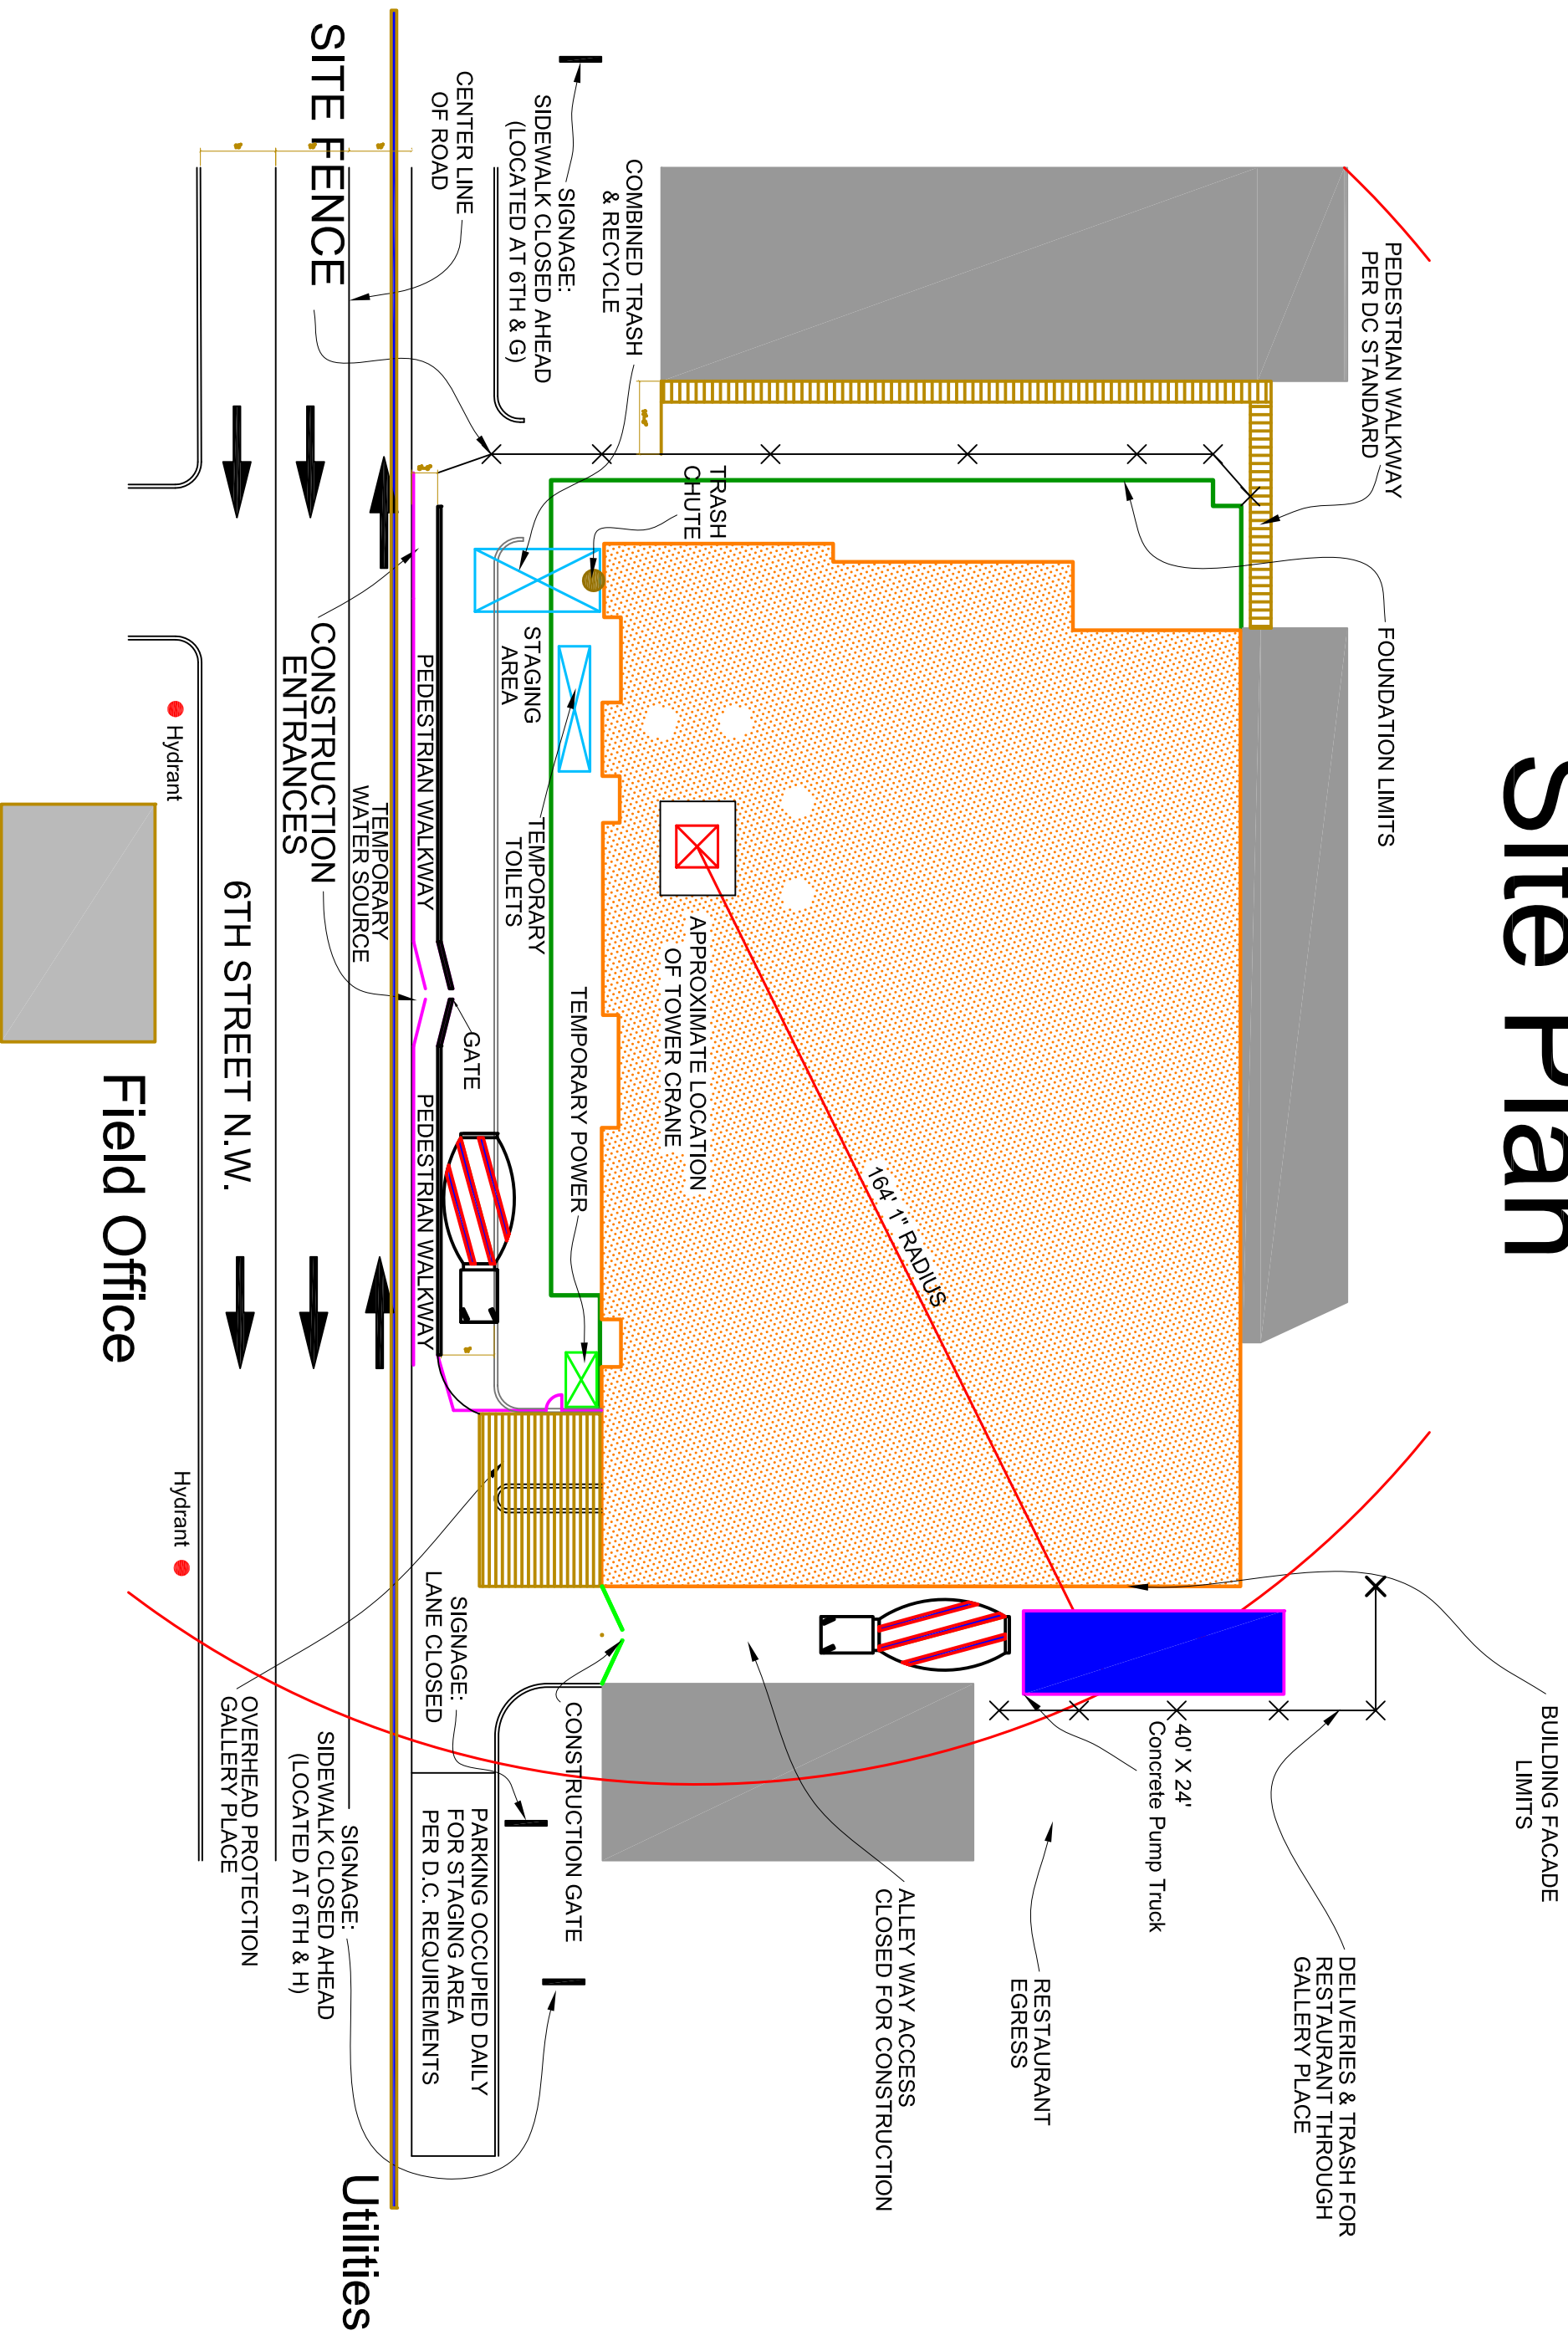 Site Plan
BUILDING FACADE
LIMITS
PEDESTRIAN WALKWAY
PER DC STANDARD
FOUNDATION LIMITS
DELIVERIES & TRASH FOR
RESTAURANT THROUGH
GALLERY PLACE
40' X 24'
Concrete Pump Truck
RESTAURANT
EGRESS
164' 1" RADIUS
ALLEY WAY ACCESS
CLOSED FOR CONSTRUCTION
TRASH
CHUTE
APPROXIMATE LOCATION
OF TOWER CRANE
COMBINED TRASH
& RECYCLE
SIGNAGE:
SIDEWALK CLOSED AHEAD
(LOCATED AT 6TH & G)
STAGING
AREA
TEMPORARY
TOILETS
TEMPORARY POWER
CONSTRUCTION GATE
CENTER LINE
OF ROAD
GATE
SIGNAGE:
LANE CLOSED
PARKING OCCUPIED DAILY
FOR STAGING AREA
PER D.C. REQUIREMENTS
PEDESTRIAN WALKWAY
PEDESTRIAN WALKWAY
SITE FENCE
CONSTRUCTION
ENTRANCES
TEMPORARY
WATER SOURCE
SIGNAGE:
SIDEWALK CLOSED AHEAD
(LOCATED AT 6TH & H)
Utilities
6TH STREET N.W.
OVERHEAD PROTECTION
GALLERY PLACE
Hydrant
Hydrant
Field Office